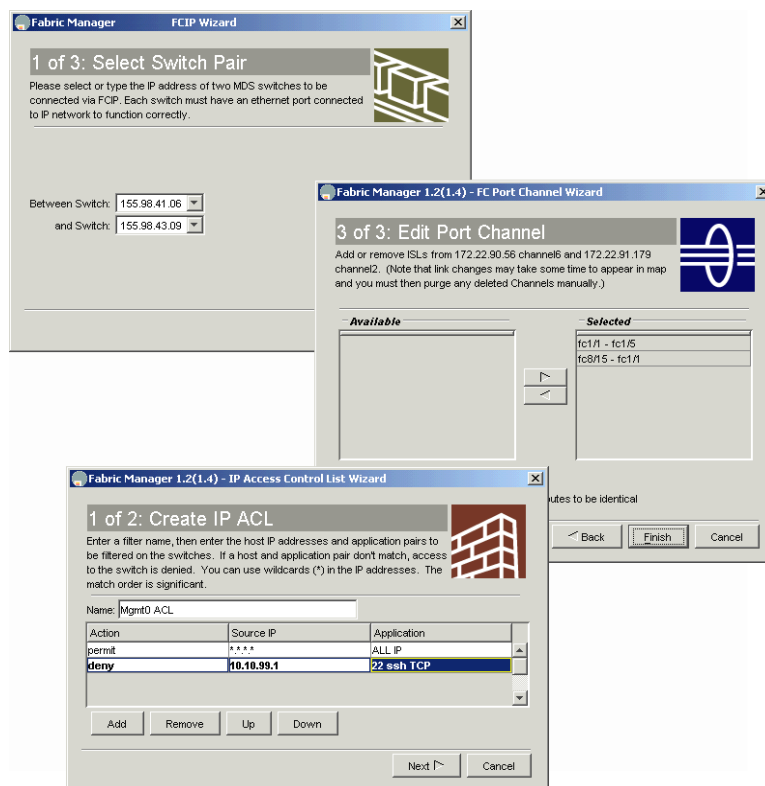 Fabric Manager FCIP Wizard
1 of 3: Select Switch Pair
Please select or type the IP address of two MDS switches to be
connected via FCIP. Each switch must have an ethernet port connected
to IP network to function correctly.
Between Switch: 155.98.41.06
and Switch: 155.98.43.09
Fabric Manager 1.2(1.4) - FC Port Channel Wizard
3 of 3: Edit Port Channel
Add or remove ISLs from 172.22.90.56 channel6 and 172.22.91.179
channel2. (Note that link changes may take some time to appear in map
and you must then purge any deleted Channels manually.)
Available
Selected
fc1/1 - fc1/5
fc8/15 - fc1/1
to be identical
Back Finish Cancel
Fabric Manager 1.2(1.4) - IP Access Control List Wizard
1 of 2: Create IP ACL
Enter a filter name, then enter the host IP addresses and application pairs to
be filtered on the switches. If a host and application pair don't match, access
to the switch is denied. You can use wildcards (*) in the IP addresses. The
match order is significant.
Name: Mgmt0 ACL
Action Source IP Application
permit *.*.*.* ALL IP
deny 10.10.99.1 22 ssh TCP
Add Remove Up Down
Next Cancel